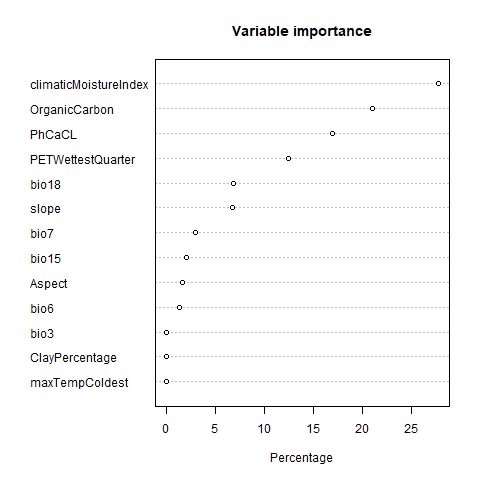 Variable importance
climaticMoistureIndex
OrganicCarbon
PhCaCL
PETWettestQuarter
bio18
slope
bio7
bio15
Aspect
bio6
bio3
ClayPercentage
maxTempColdest
0 5 10 15 20 25
Percentage